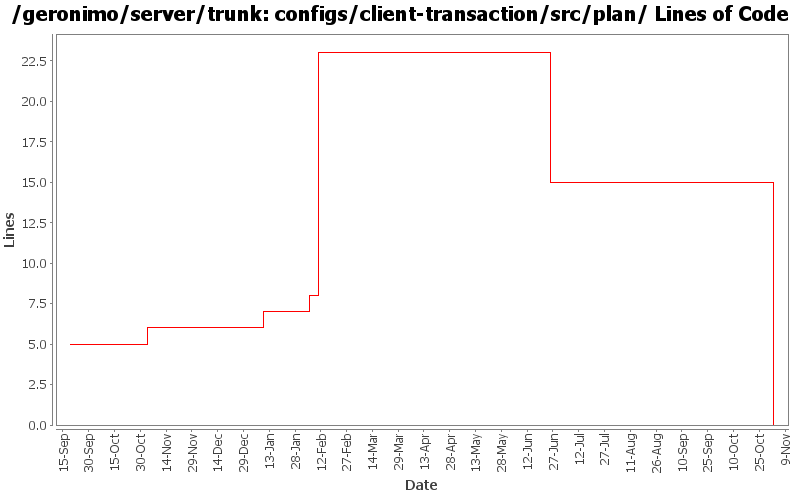 /geronimo/server/trunk: configs/client-transaction/src/plan/ Lines of Code
22.5
20.0
17.5
15.0
12.5
10.0
7.5
5.0
2.5
0.0
Lines
15-Sep
30-Sep
15-Oct
30-Oct
14-Nov
29-Nov
14-Dec
29-Dec
13-Jan
28-Jan
12-Feb
27-Feb
14-Mar
29-Mar
13-Apr
28-Apr
13-May
28-May
12-Jun
27-Jun
12-Jul
27-Jul
11-Aug
26-Aug
10-Sep
25-Sep
10-Oct
25-Oct
9-Nov
Date